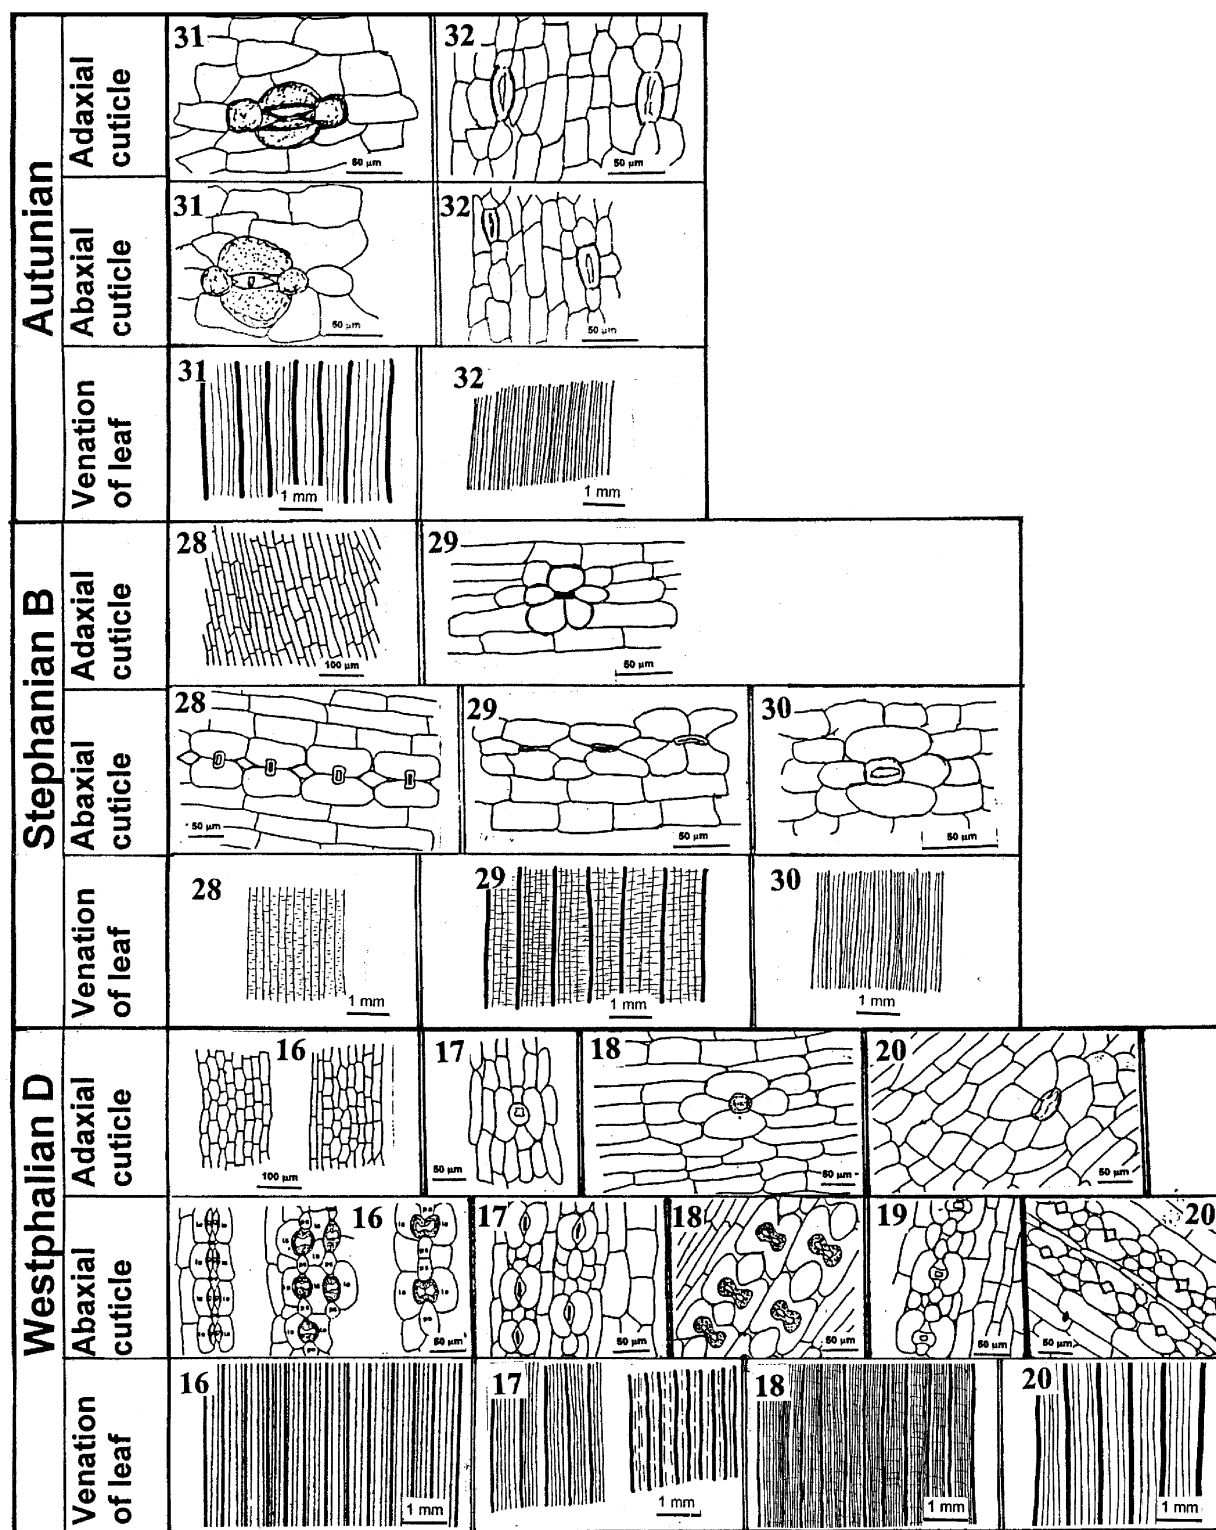 Autunian
Adaxial cuticle
31
50 µm
32
50 µm
Abaxial cuticle
31
50 µm
32
50 µm
Venation of leaf
31
1 mm
32
1 mm
Stephanian B
Adaxial cuticle
28
100 µm
29
50 µm
Abaxial cuticle
28
50 µm
29
50 µm
30
50 µm
Venation of leaf
28
1 mm
29
1 mm
30
1 mm
Westphalian D
Adaxial cuticle
16
100 µm
17
50 µm
18
50 µm
20
50 µm
Abaxial cuticle
16
50 µm
17
50 µm
18
50 µm
19
50 µm
20
50 µm
Venation of leaf
16
1 mm
17
1 mm
18
1 mm
20
1 mm